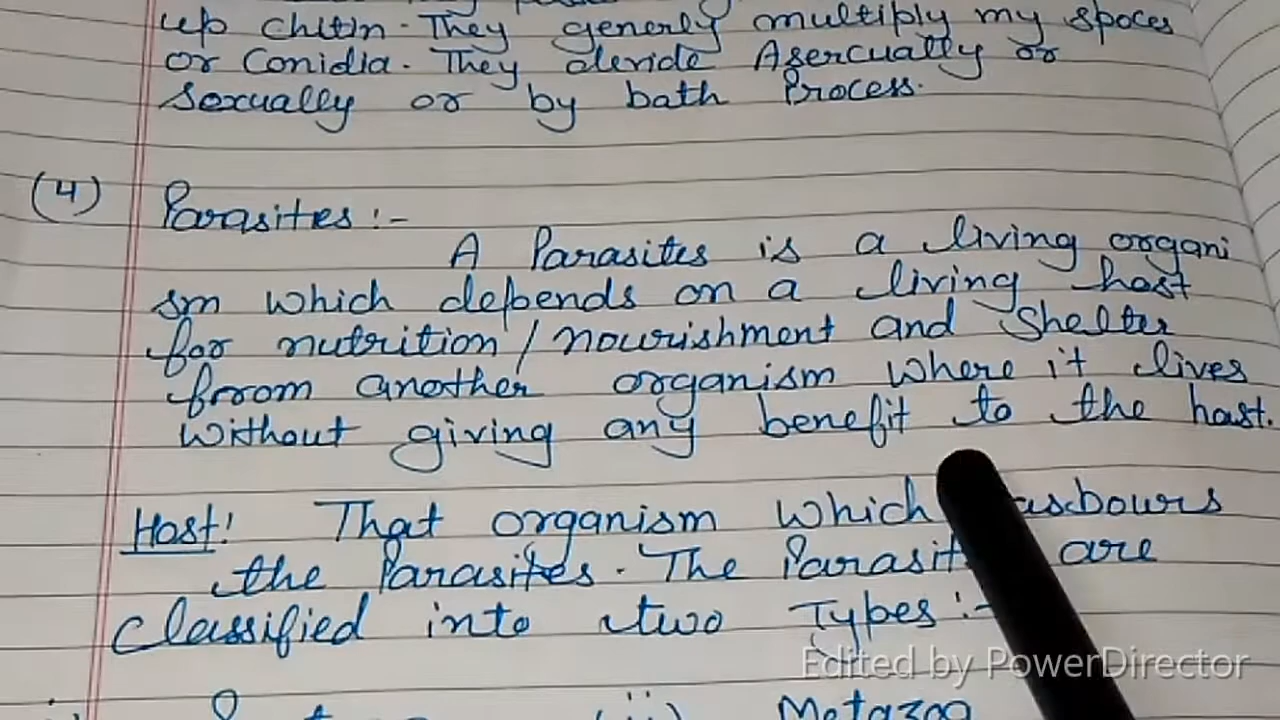 up chitin. They generly multiply my spoces
or Conidia. They devide Asercually or
Sexually or by bath Process.
(4) Parasites :-
A Parasites is a living organi
sm which depends on a living host
for nutrition / nourishment and Shelter
from another organism where it lives
without giving any benefit to the host.
Host! That organism which
the Parasites. The are
classified into two Types :-
(ii) Metazoa
Edited by PowerDirector